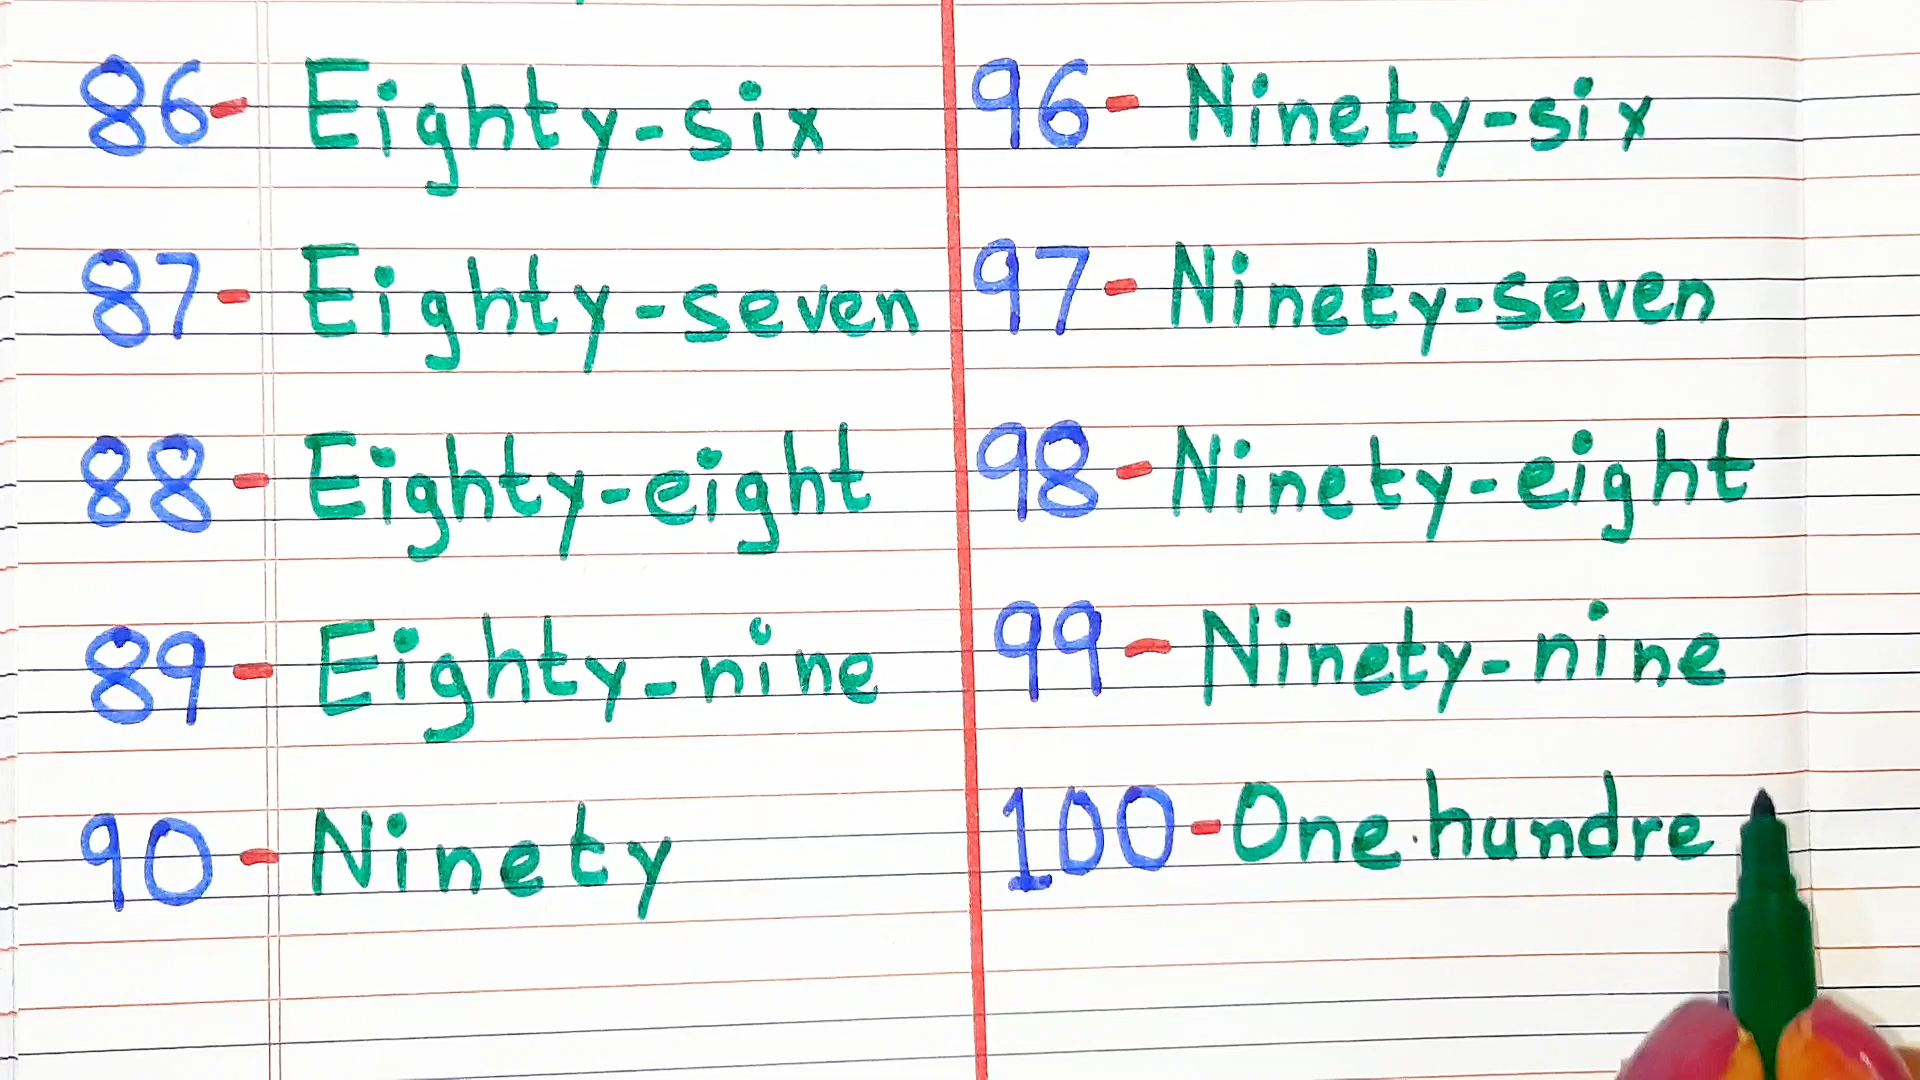 86- Eighty-six
87- Eighty-seven
88- Eighty-eight
89- Eighty-nine
90- Ninety
96- Ninety-six
97- Ninety-seven
98- Ninety-eight
99- Ninety-nine
100-One hundre